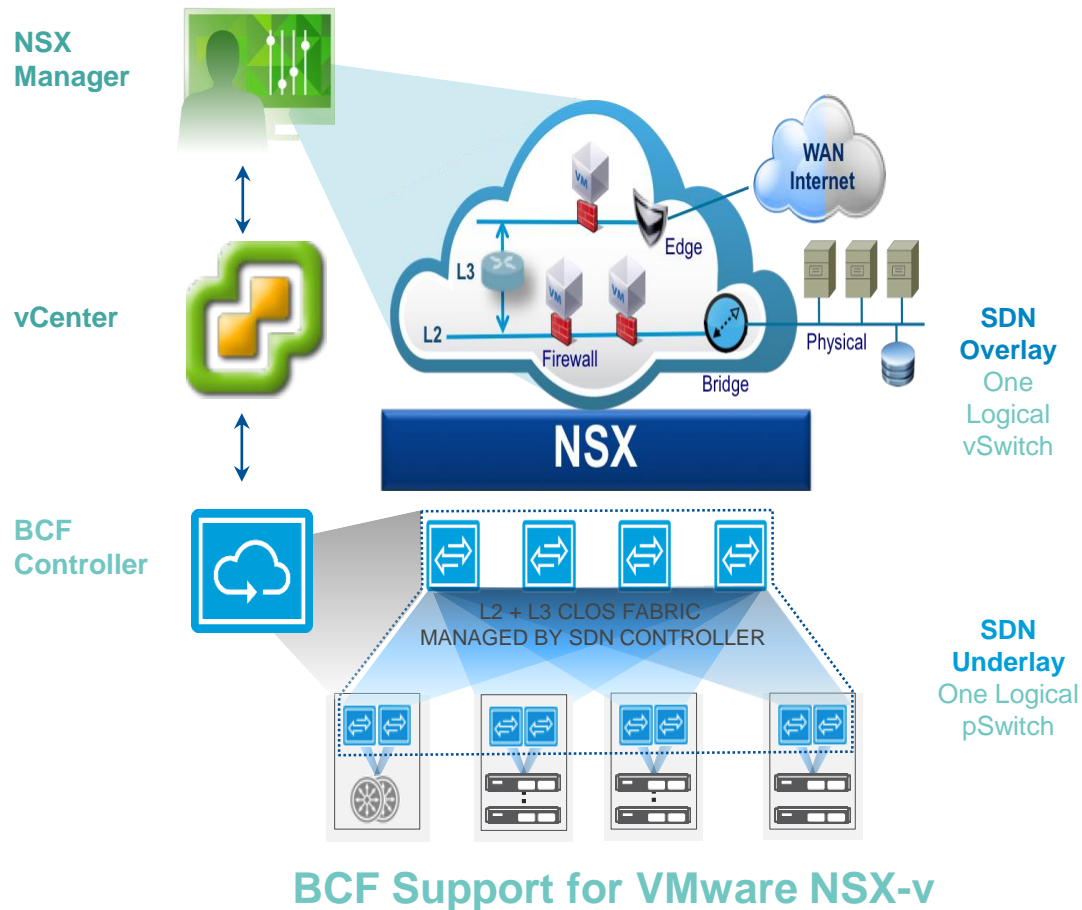 NSX
Manager
WAN
Internet
VM
Edge
L3
VM
VM
vCenter
L2
Firewall
Physical
Bridge
SDN
Overlay
One
Logical
vSwitch
NSX
BCF
Controller
L2 + L3 CLOS FABRIC
MANAGED BY SDN CONTROLLER
SDN
Underlay
One Logical
pSwitch
BCF Support for VMware NSX-v